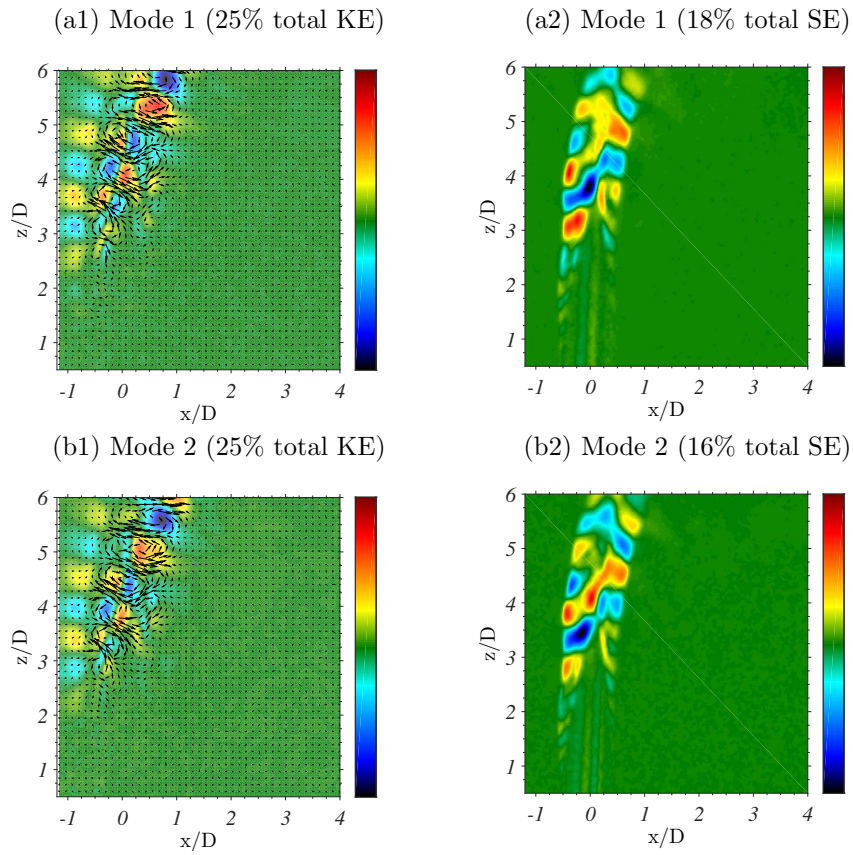 (a1) Mode 1 (25% total KE)
(a2) Mode 1 (18% total SE)
6
5
4
3
2
1
z/D
-1 0 1 2 3 4
x/D
6
5
4
3
2
1
z/D
-1 0 1 2 3 4
x/D
(b1) Mode 2 (25% total KE)
(b2) Mode 2 (16% total SE)
6
5
4
3
2
1
z/D
-1 0 1 2 3 4
x/D
6
5
4
3
2
1
z/D
-1 0 1 2 3 4
x/D